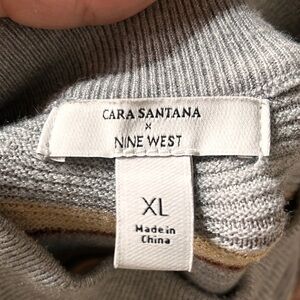 CARA SANTANA
×
NINE WEST
XL
Made in
China